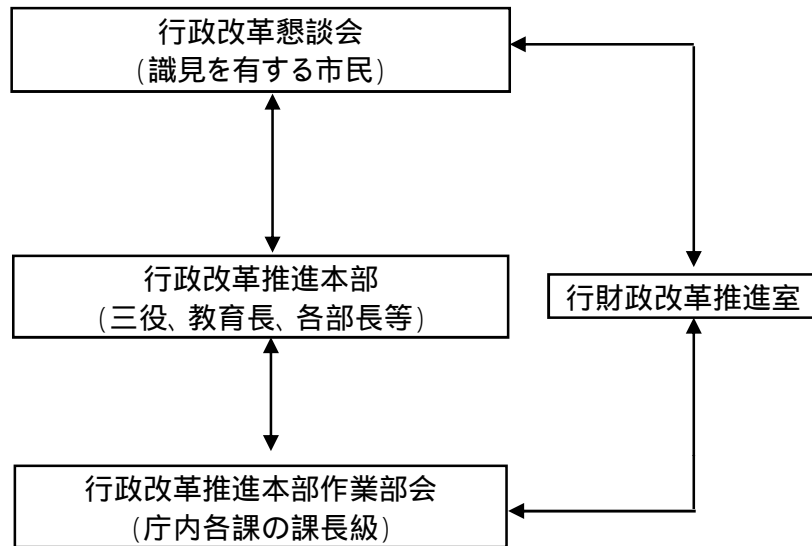 行政改革懇談会
(識見を有する市民)
行政改革推進本部
(三役、教育長、各部長等)
行財政改革推進室
行政改革推進本部作業部会
(庁内各課の課長級)